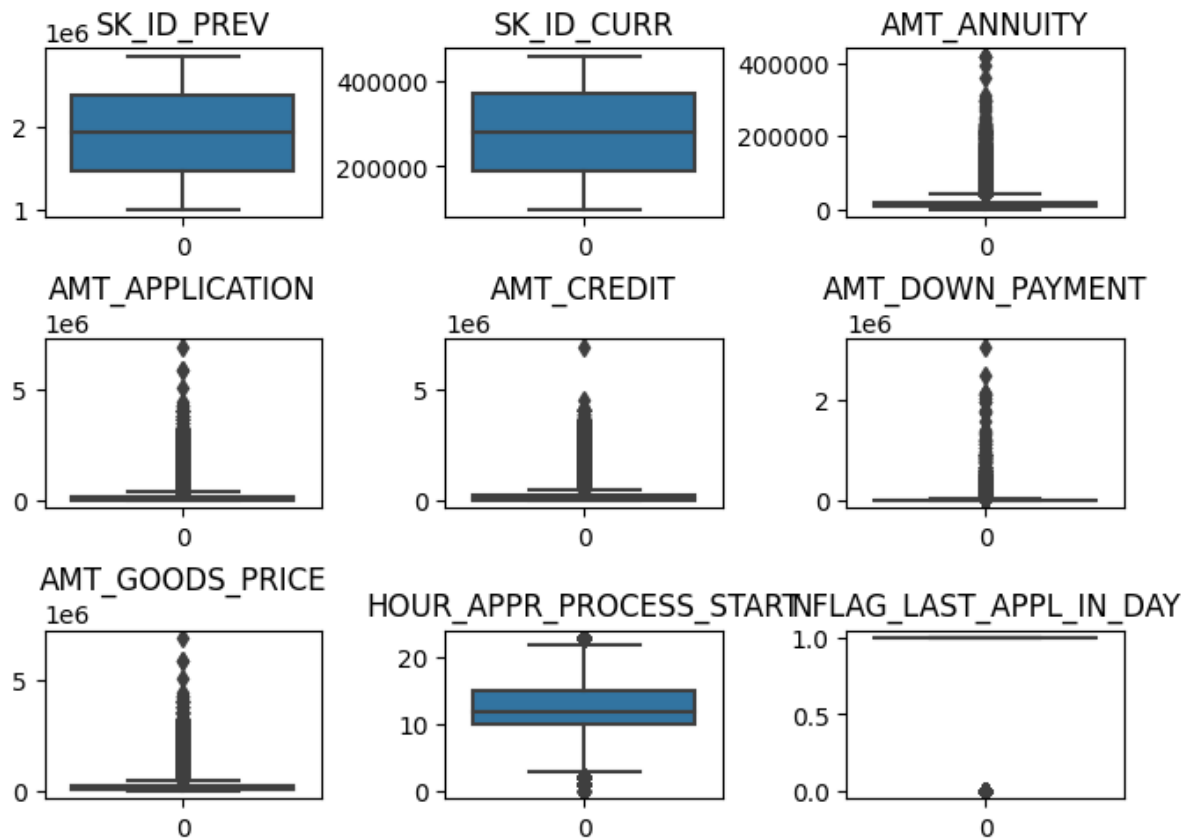 SK_ID_PREV
1e6
2
1
0
SK_ID_CURR
400000
200000
0
AMT_ANNUITY
400000
200000
0
0
AMT_APPLICATION
1e6
5
0
0
AMT_CREDIT
1e6
5
0
0
AMT_DOWN_PAYMENT
1e6
2
0
0
AMT_GOODS_PRICE
1e6
5
0
0
HOUR_APPR_PROCESS_START
20
10
0
0
NFLAG_LAST_APPL_IN_DAY
1.0
0.5
0.0
0